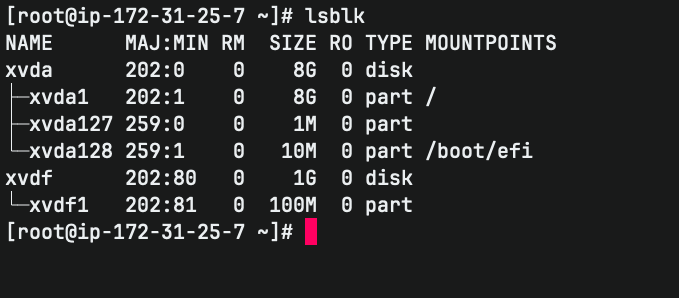 [root@ip-172-31-25-7 ~]# lsblk
NAME      MAJ:MIN RM  SIZE RO TYPE MOUNTPOINTS
xvda      202:0    0    8G  0 disk
├─xvda1   202:1    0    8G  0 part /
├─xvda127 259:0    0    1M  0 part
└─xvda128 259:1    0   10M  0 part /boot/efi
xvdf      202:80   0    1G  0 disk
└─xvdf1   202:81   0  100M  0 part
[root@ip-172-31-25-7 ~]#